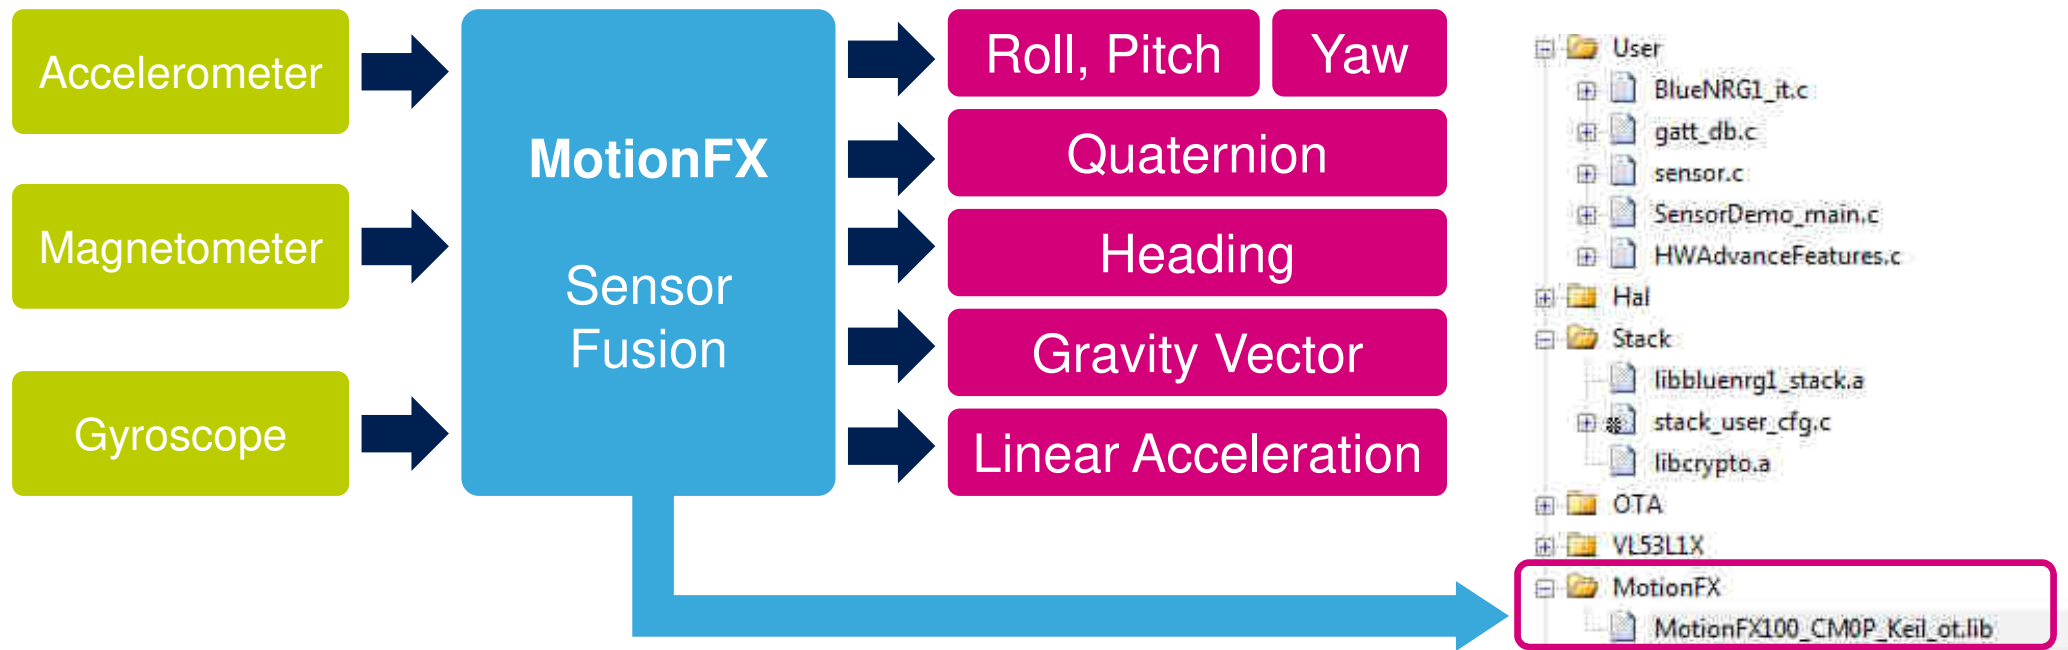 Accelerometer
Magnetometer
Gyroscope
MotionFX
Sensor
Fusion
Roll, Pitch
Yaw
Quaternion
Heading
Gravity Vector
Linear Acceleration
User
BlueNRG1_it.c
gatt_db.c
sensor.c
SensorDemo_main.c
HWAdvanceFeatures.c
Hal
Stack
libbluenrg1_stack.a
stack_user_cfg.c
libcrypto.a
OTA
VL53L1X
MotionFX
MotionFX100_CM0P_Keil_ot.lib